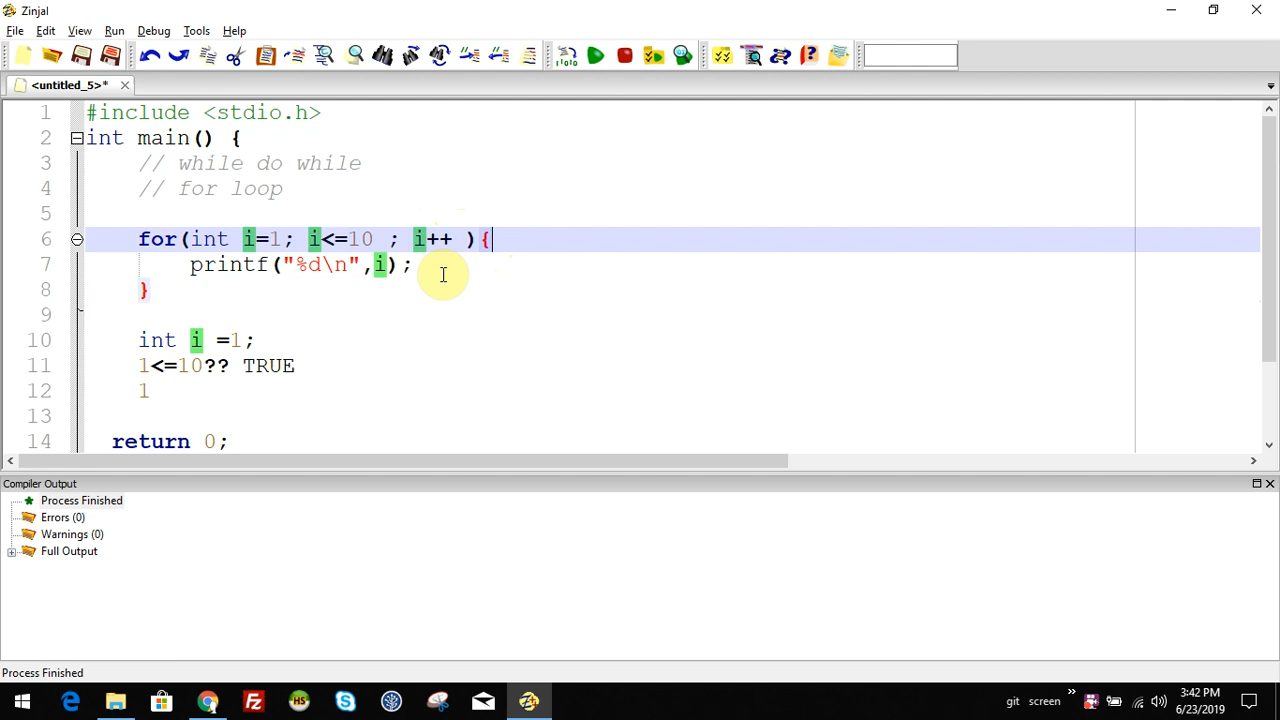 Zinjal
File Edit View Run Debug Tools Help
<untitled_5>*
1 #include <stdio.h>
2 int main() {
3 // while do while
4 // for loop
5
6 for(int i=1; i<=10 ; i++ ){
7 printf("%d\n",i);
8 }
9
10 int i =1;
11 1<=10?? TRUE
12 1
13
14 return 0;
Compiler Output
Process Finished
Errors (0)
Warnings (0)
Full Output
Process Finished
git screen
3:42 PM
6/23/2019